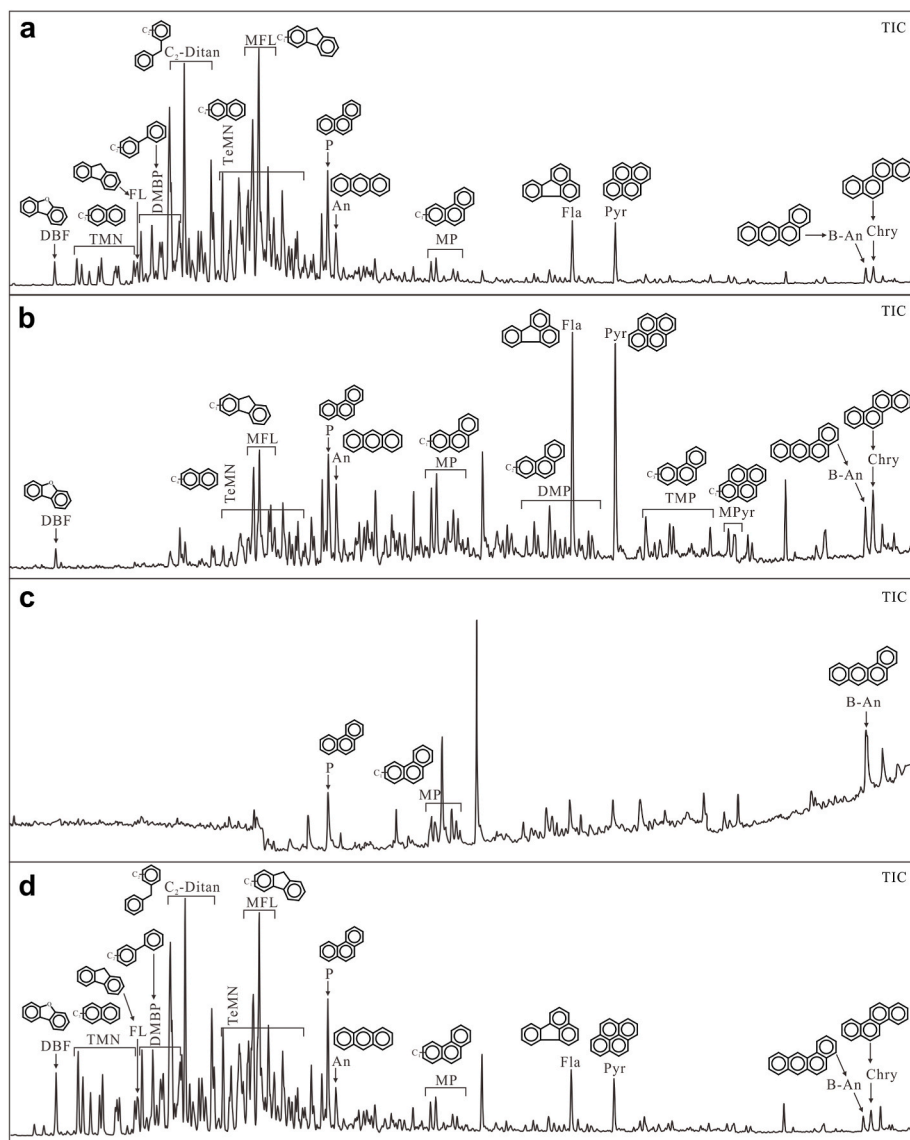 a
TIC
C₂-Ditan
MFL
TeMN
P
DMBP
FL
An
DBF
TMN
MP
Fla
Pyr
B-An
Chry
b
TIC
Fla
Pyr
MFL
P
TeMN
An
MP
Chry
B-An
DBF
DMP
TMP
MPyr
c
TIC
B-An
P
MP
d
TIC
C₂-Ditan
MFL
P
TeMN
DMBP
FL
DBF
TMN
An
MP
Fla
Pyr
B-An
Chry